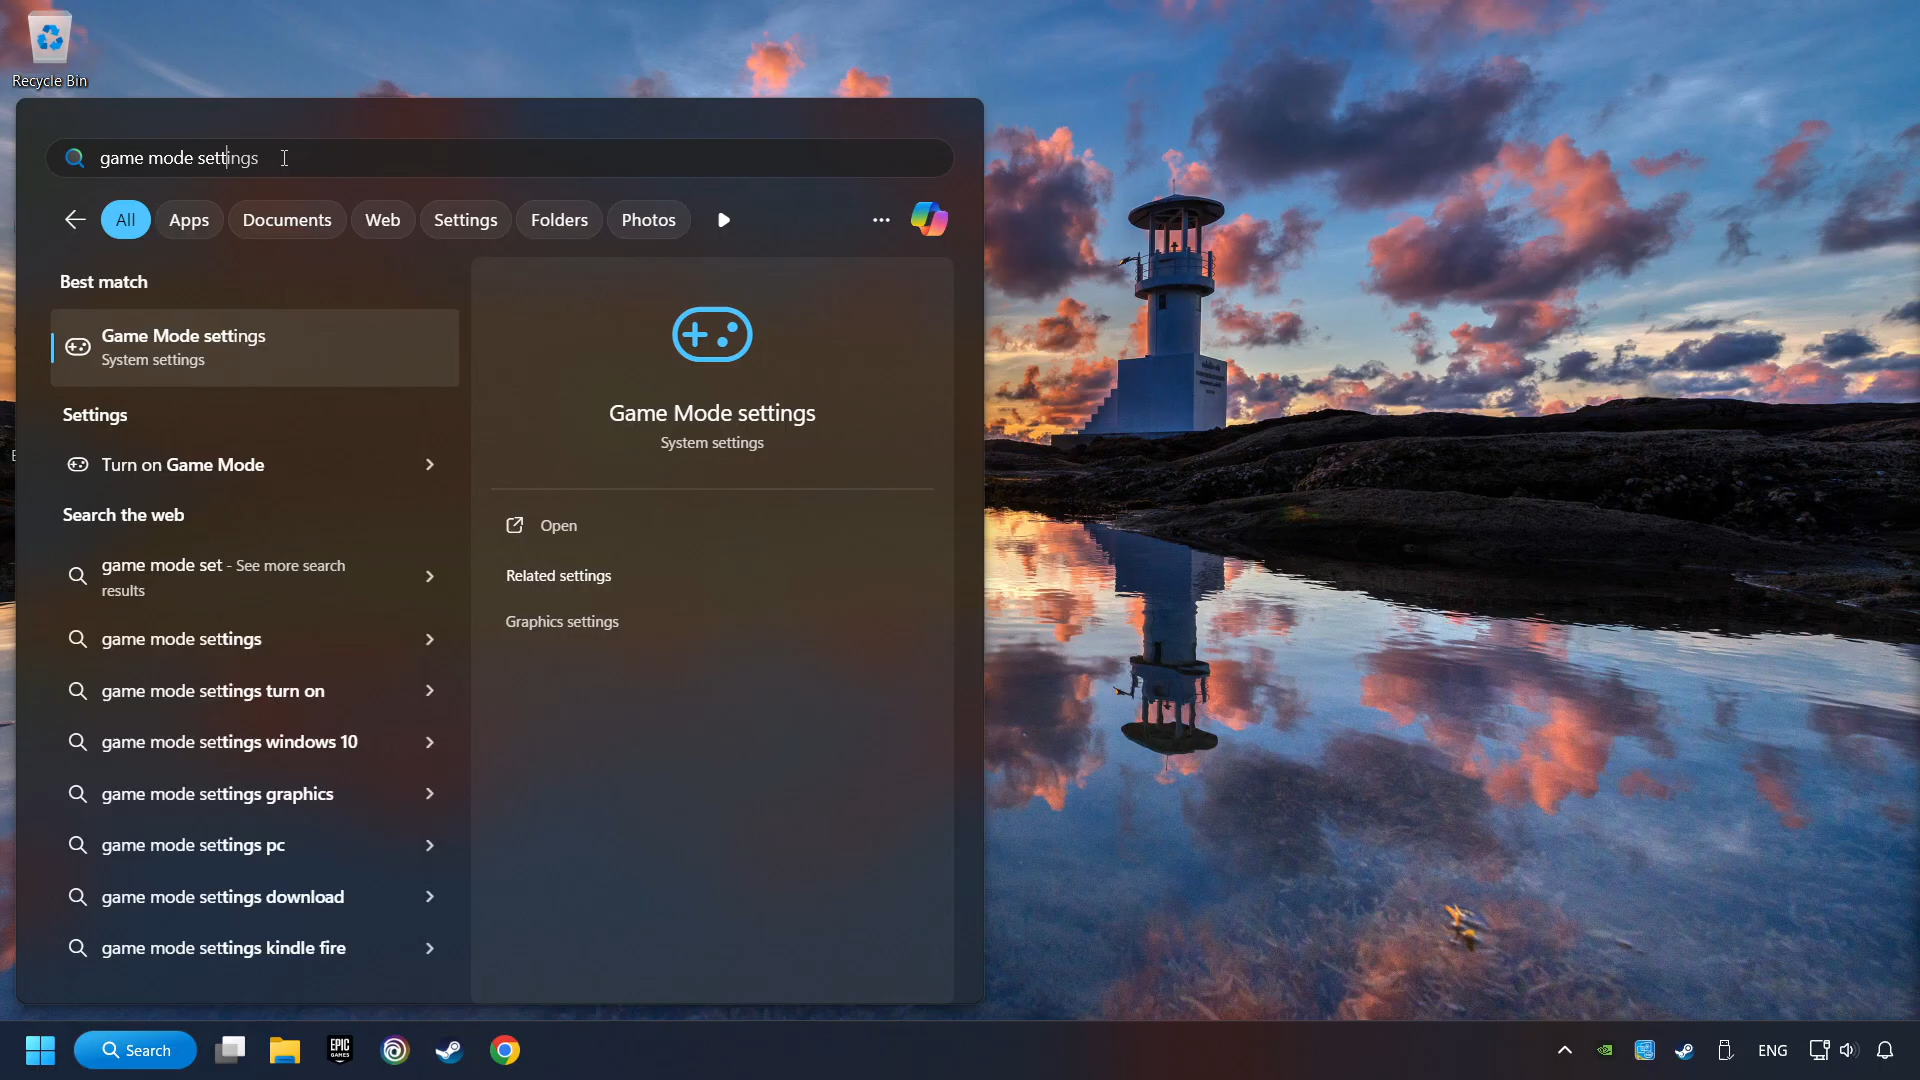 Recycle Bin
game mode settings
All
Apps
Documents
Web
Settings
Folders
Photos
Best match
Game Mode settings
System settings
Settings
Turn on Game Mode
Search the web
game mode set - See more search
results
game mode settings
game mode settings turn on
game mode settings windows 10
game mode settings graphics
game mode settings pc
game mode settings download
game mode settings kindle fire
Game Mode settings
System settings
Open
Related settings
Graphics settings
Search
EPIC
GAMES
ENG